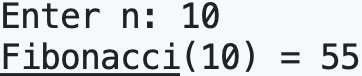 Enter n: 10
Fibonacci(10) = 55